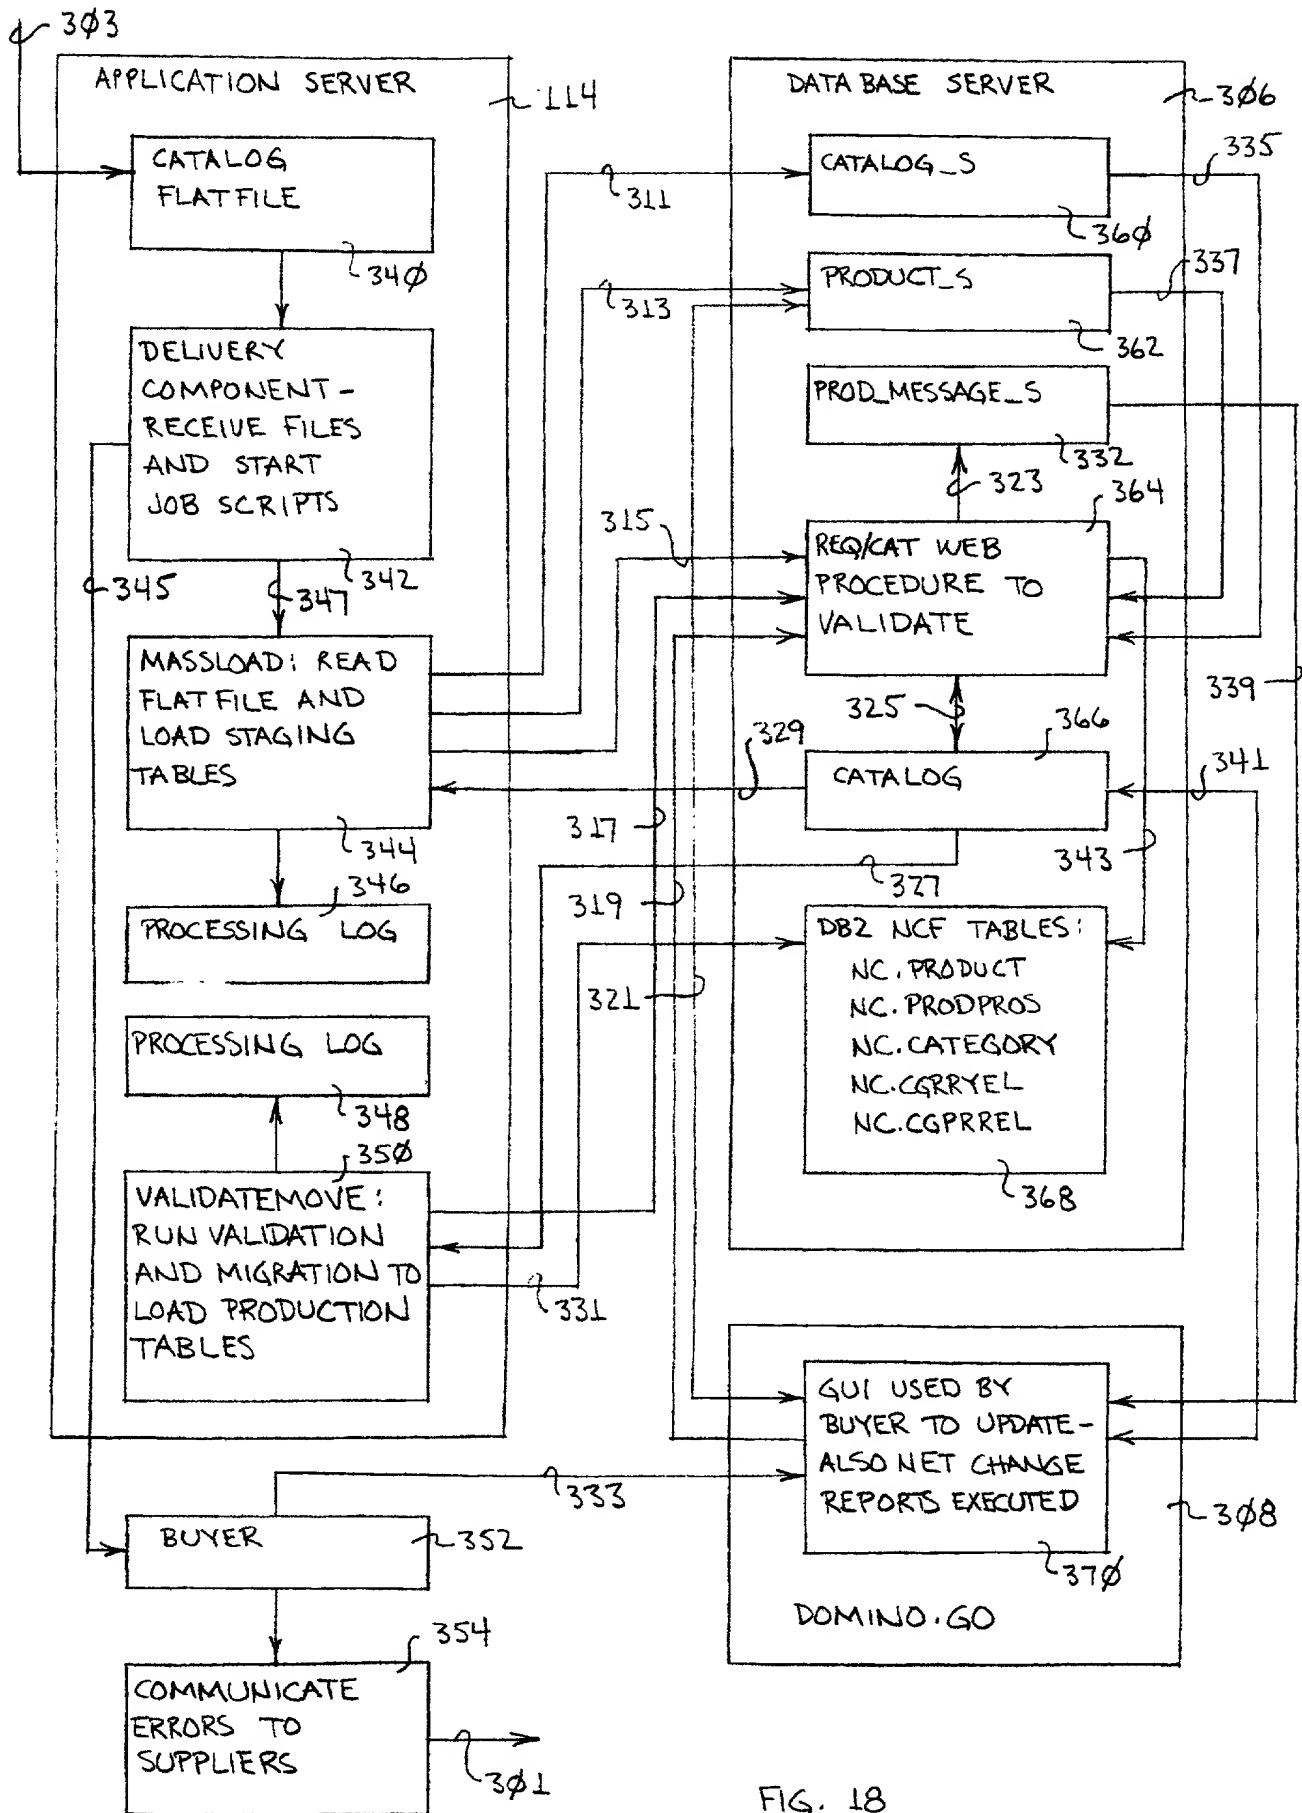 3Ø3
APPLICATION SERVER
114
CATALOG
FLATFILE
34Ø
DELIVERY
COMPONENT-
RECEIVE FILES
AND START
JOB SCRIPTS
342
345
347
MASSLOAD: READ
FLATFILE AND
LOAD STAGING
TABLES
344
346
PROCESSING LOG
PROCESSING LOG
348
35Ø
VALIDATEMOVE:
RUN VALIDATION
AND MIGRATION TO
LOAD PRODUCTION
TABLES
BUYER
352
354
COMMUNICATE
ERRORS TO
SUPPLIERS
3Ø1
311
313
315
329
317
327
319
321
331
333
DATABASE SERVER
3Ø6
335
CATALOG_S
36Ø
337
PRODUCT_S
362
PROD_MESSAGE_S
332
323
364
REQ/CAT WEB
PROCEDURE TO
VALIDATE
339
325
366
CATALOG
341
343
DB2 NCF TABLES:
NC.PRODUCT
NC.PRODPROS
NC.CATEGORY
NC.CGRRYEL
NC.CGPRREL
368
GUI USED BY
BUYER TO UPDATE-
ALSO NET CHANGE
REPORTS EXECUTED
3Ø8
37Ø
DOMINO.GO
FIG. 18